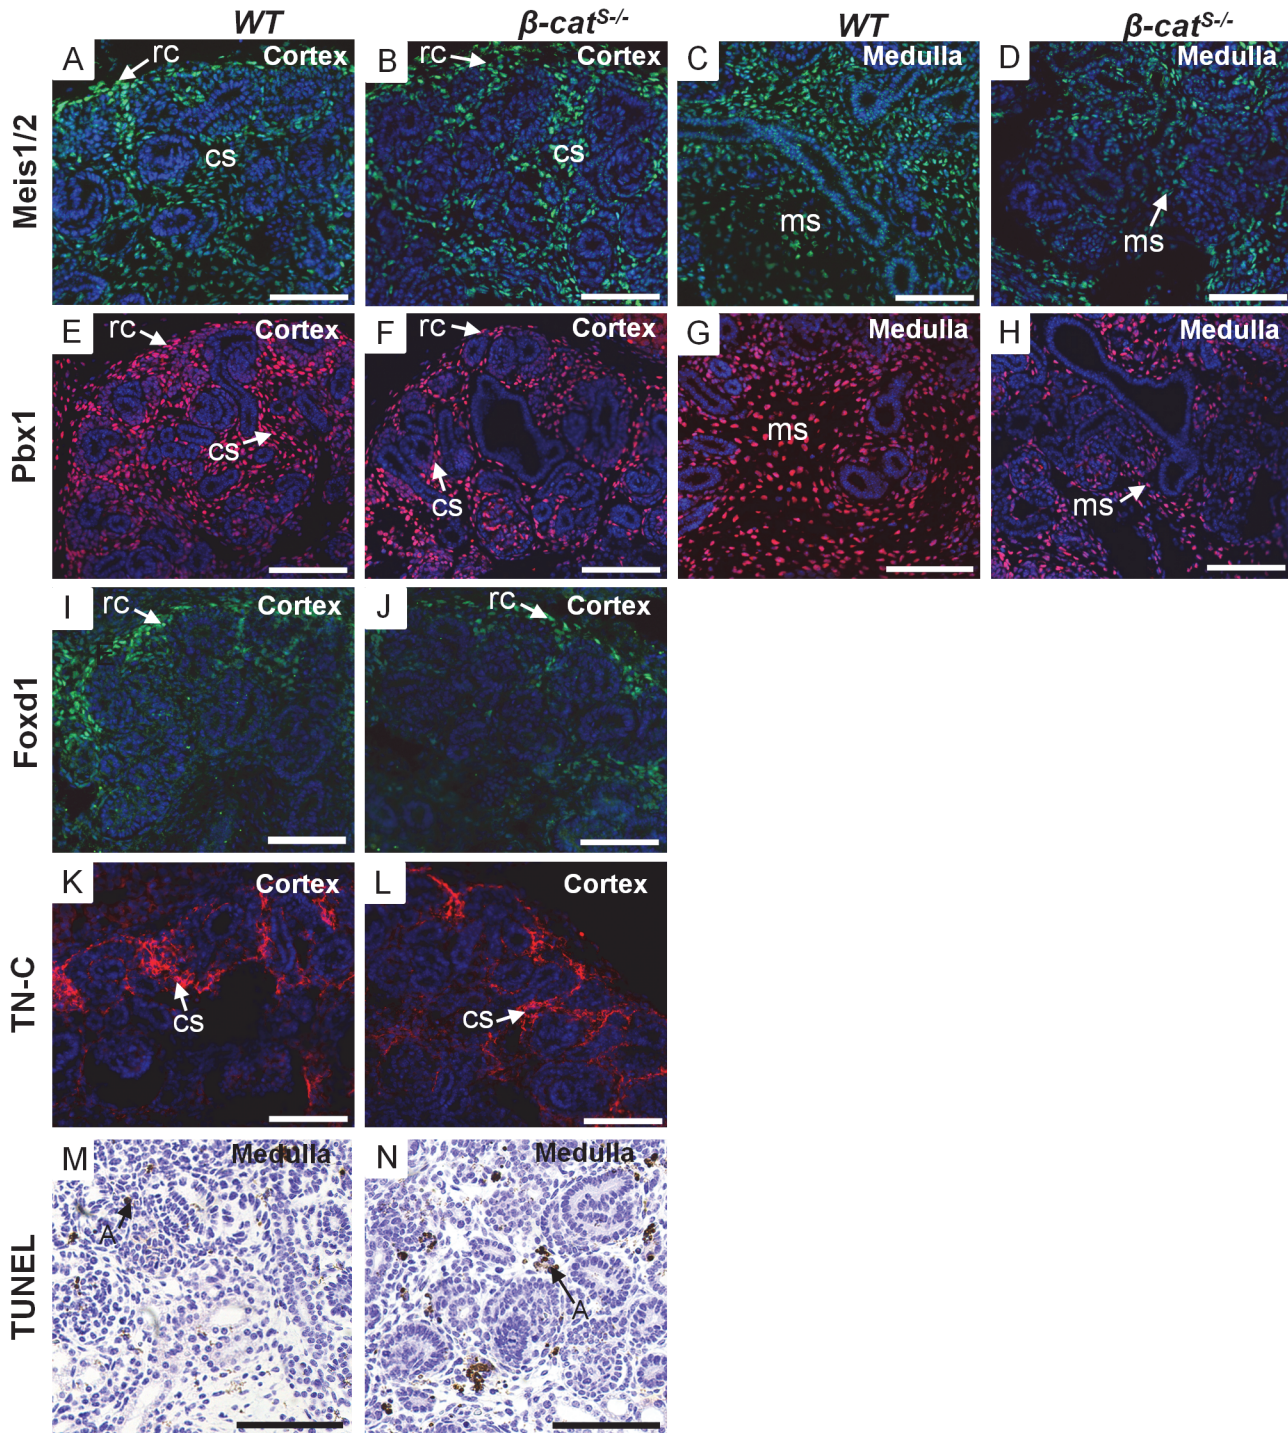 WT
β-cat^S-/-
WT
β-cat^S-/-
Meis1/2
A
rc
Cortex
cs
B
rc
Cortex
cs
C
Medulla
ms
D
Medulla
ms
Pbx1
E
rc
Cortex
cs
F
rc
Cortex
cs
G
Medulla
ms
H
Medulla
ms
Foxd1
I
rc
Cortex
E
J
rc
Cortex
TN-C
K
Cortex
cs
L
Cortex
cs
TUNEL
M
Medulla
A
N
Medulla
A